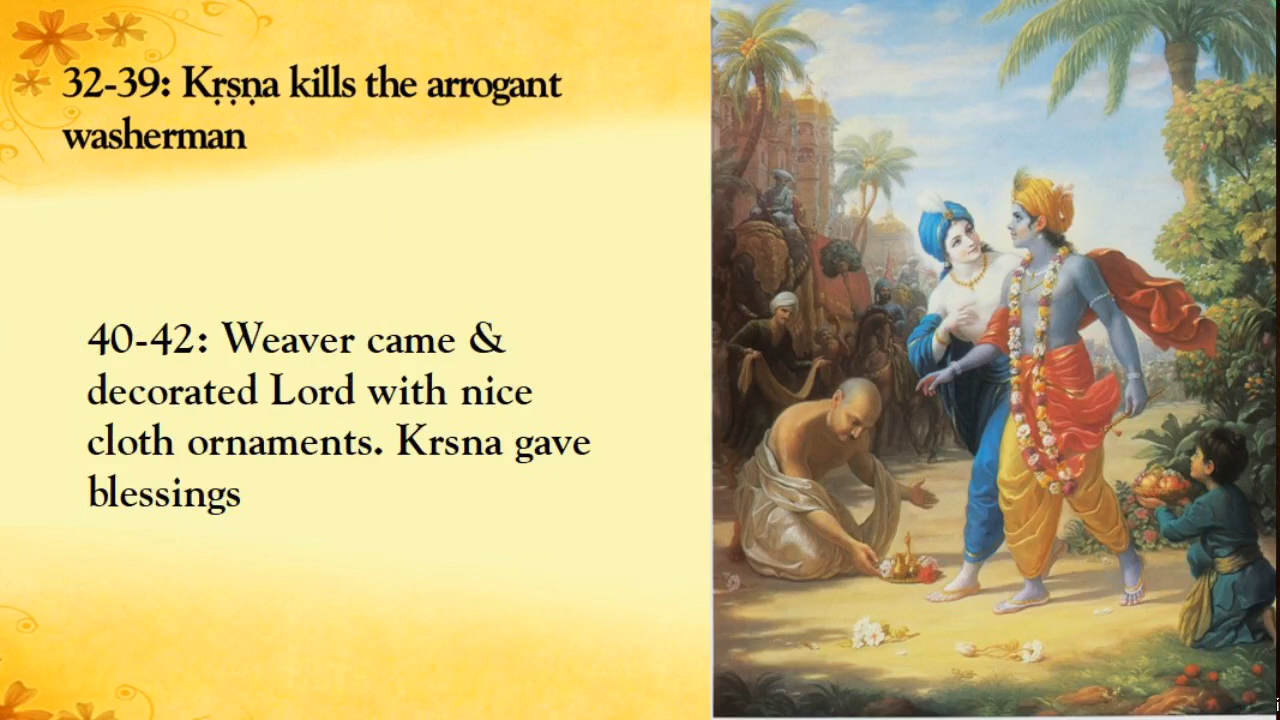 32-39: Kṛṣṇa kills the arrogant
washerman
40-42: Weaver came &
decorated Lord with nice
cloth ornaments. Krsna gave
blessings